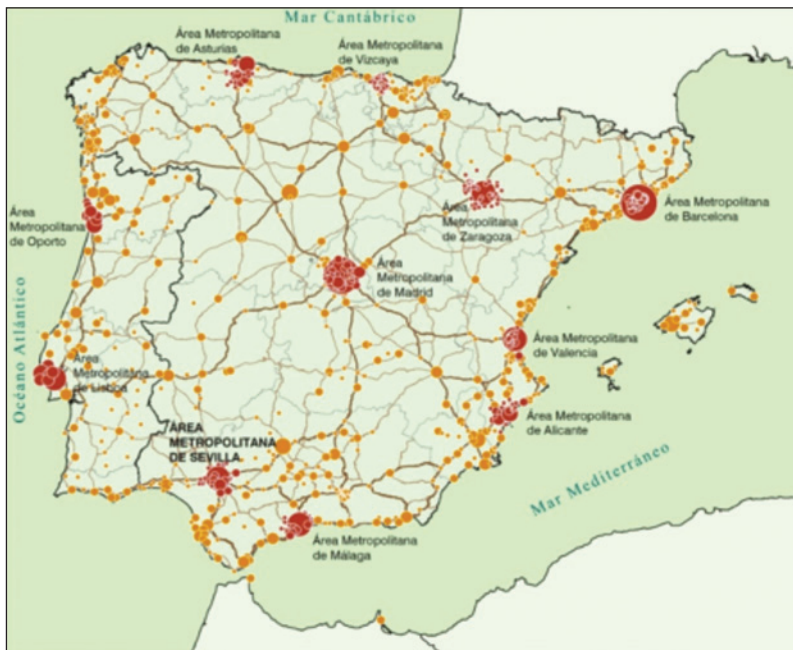 Mar Cantábrico
Área Metropolitana
de Asturias
Área Metropolitana
de Vizcaya
Área
Metropolitana
de Oporto
Área
Metropolitana
de Zaragoza
Área Metropolitana
de Barcelona
Área
Metropolitana
de Madrid
Océano Atlántico
Área
Metropolitana
de Lisboa
Área Metropolitana
de Valencia
Área Metropolitana
de Alicante
ÁREA
METROPOLITANA
DE SEVILLA
Mar Mediterráneo
Área Metropolitana
de Málaga